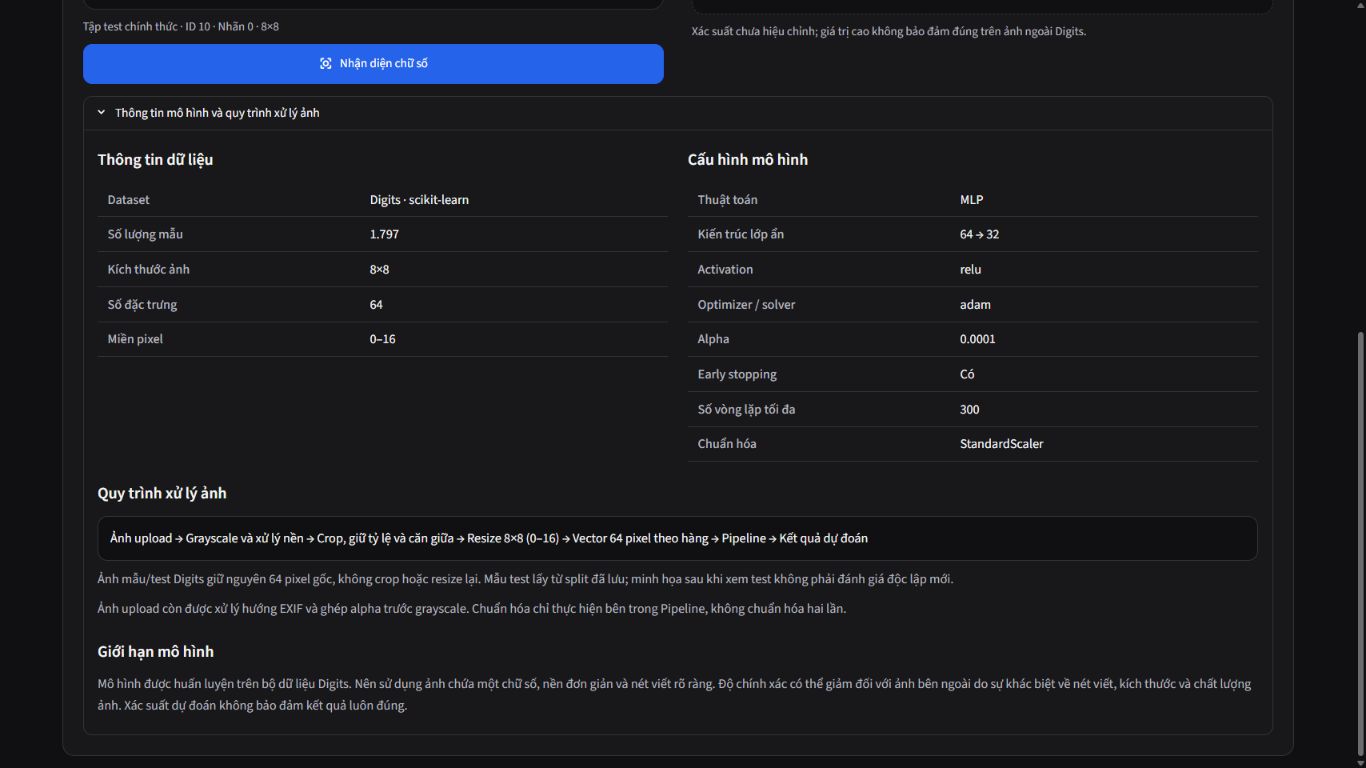 Tập test chính thức · ID 10 · Nhãn 0 · 8×8
Xác suất chưa hiệu chỉnh; giá trị cao không bảo đảm đúng trên ảnh ngoài Digits.
Nhận diện chữ số
Thông tin mô hình và quy trình xử lý ảnh
Thông tin dữ liệu
Dataset Digits · scikit-learn
Số lượng mẫu 1.797
Kích thước ảnh 8×8
Số đặc trưng 64
Miền pixel 0–16
Cấu hình mô hình
Thuật toán MLP
Kiến trúc lớp ẩn 64 → 32
Activation relu
Optimizer / solver adam
Alpha 0.0001
Early stopping Có
Số vòng lặp tối đa 300
Chuẩn hóa StandardScaler
Quy trình xử lý ảnh
Ảnh upload → Grayscale và xử lý nền → Crop, giữ tỷ lệ và căn giữa → Resize 8×8 (0–16) → Vector 64 pixel theo hàng → Pipeline → Kết quả dự đoán
Ảnh mẫu/test Digits giữ nguyên 64 pixel gốc, không crop hoặc resize lại. Mẫu test lấy từ split đã lưu; minh họa sau khi xem test không phải đánh giá độc lập mới.
Ảnh upload còn được xử lý hướng EXIF và ghép alpha trước grayscale. Chuẩn hóa chỉ thực hiện bên trong Pipeline, không chuẩn hóa hai lần.
Giới hạn mô hình
Mô hình được huấn luyện trên bộ dữ liệu Digits. Nên sử dụng ảnh chứa một chữ số, nền đơn giản và nét viết rõ ràng. Độ chính xác có thể giảm đối với ảnh bên ngoài do sự khác biệt về nét viết, kích thước và chất lượng
ảnh. Xác suất dự đoán không bảo đảm kết quả luôn đúng.